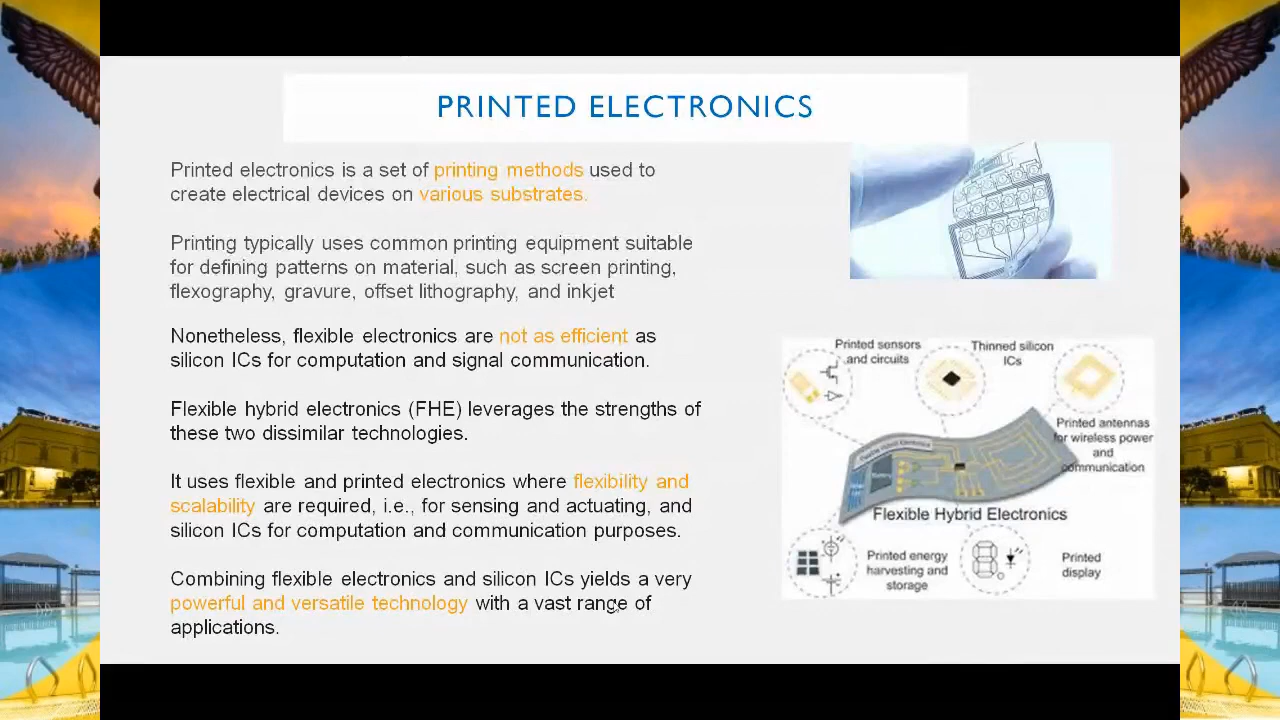 PRINTED ELECTRONICS
Printed electronics is a set of printing methods used to
create electrical devices on various substrates.
Printing typically uses common printing equipment suitable
for defining patterns on material, such as screen printing,
flexography, gravure, offset lithography, and inkjet
Nonetheless, flexible electronics are not as efficient as
silicon ICs for computation and signal communication.
Flexible hybrid electronics (FHE) leverages the strengths of
these two dissimilar technologies.
It uses flexible and printed electronics where flexibility and
scalability are required, i.e., for sensing and actuating, and
silicon ICs for computation and communication purposes.
Combining flexible electronics and silicon ICs yields a very
powerful and versatile technology with a vast range of
applications.
Printed sensors
and circuits
Thinned silicon
ICs
Printed antennas
for wireless power
and
communication
Flexible Hybrid Electronics
Flexible Hybrid Electronics
Printed energy
harvesting and
storage
Printed
display